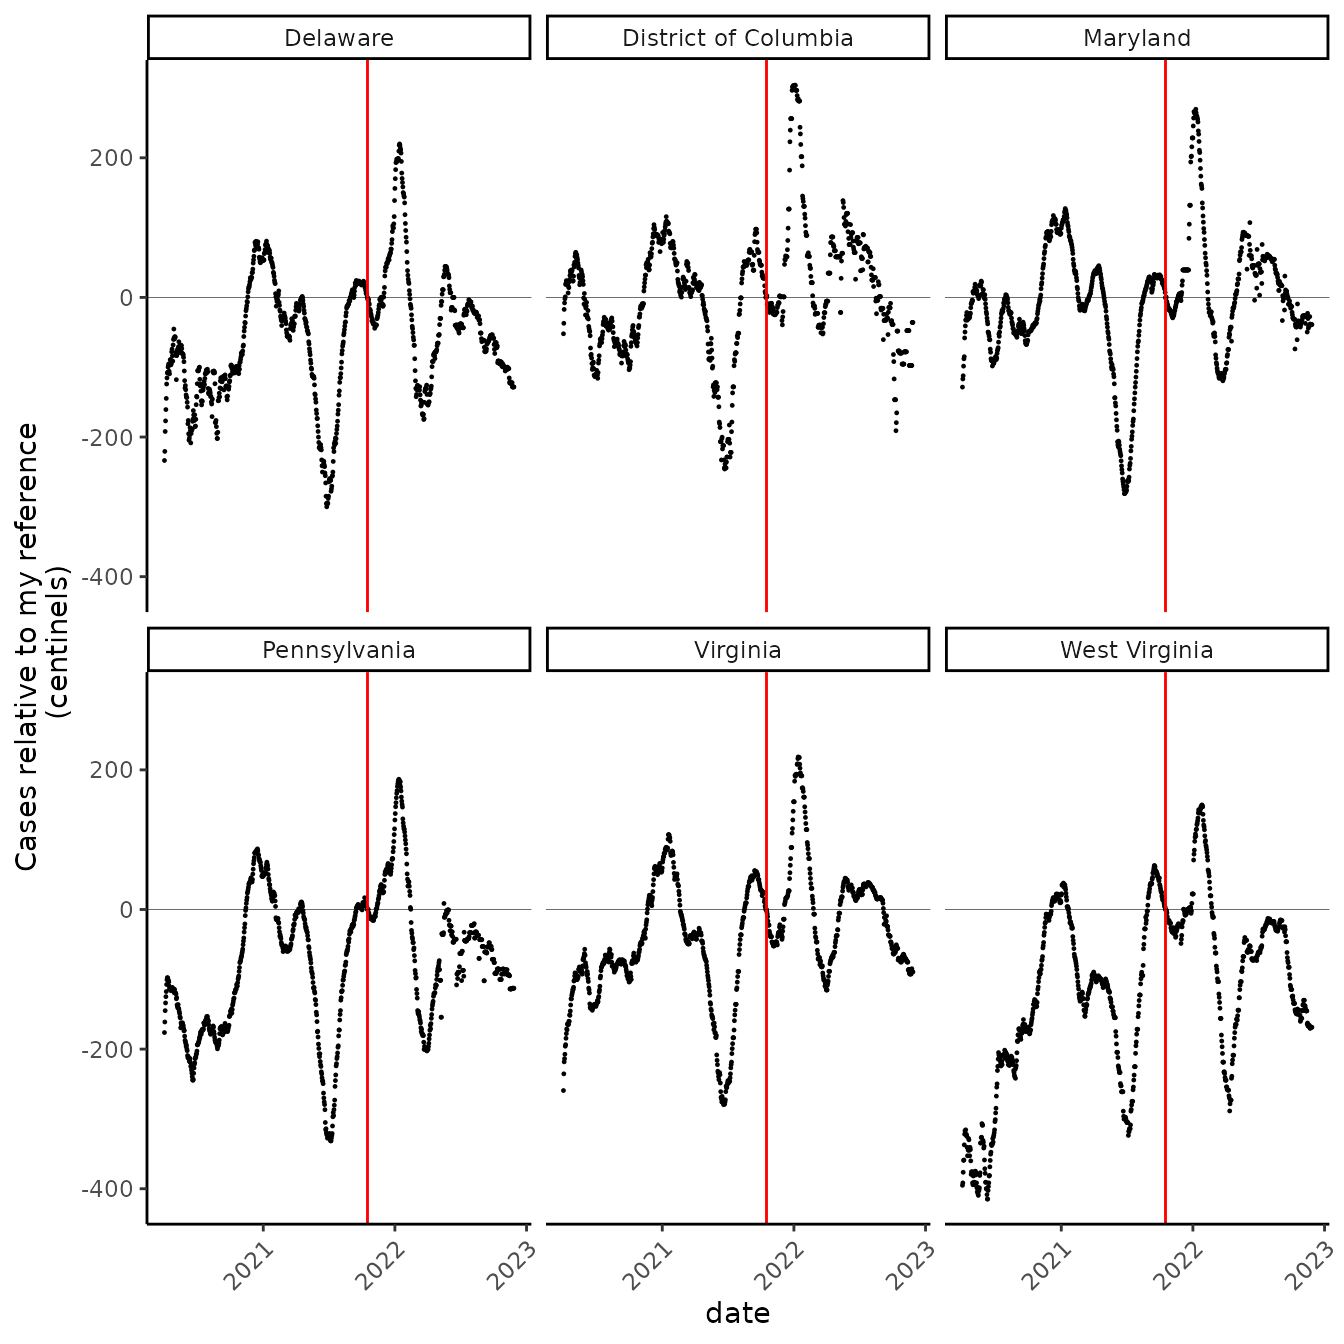 Delaware
District of Columbia
Maryland
200
0
-200
-400
Cases relative to my reference
(centinels)
Pennsylvania
Virginia
West Virginia
200
0
-200
-400
2021
2022
2023
2021
2022
2023
2021
2022
2023
date